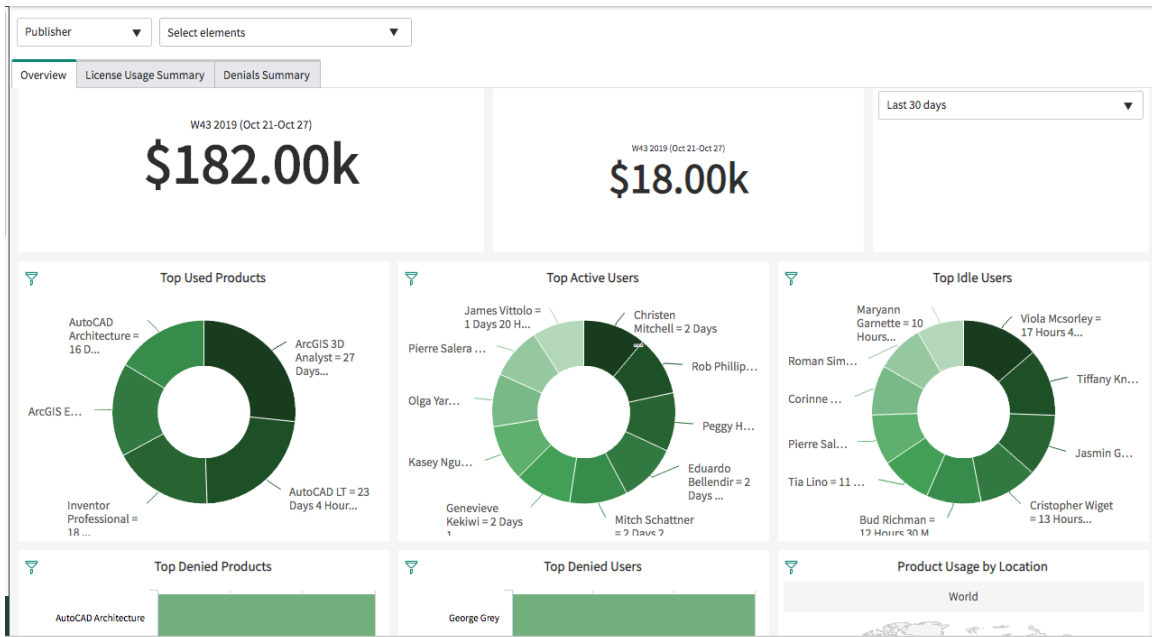 Publisher
Select elements
Overview
License Usage Summary
Denials Summary
W43 2019 (Oct 21-Oct 27)
$182.00k
W43 2019 (Oct 21-Oct 27)
$18.00k
Last 30 days
Top Used Products
AutoCAD
Architecture =
16 D...
ArcGIS 3D
Analyst = 27
Days...
ArcGIS E...
AutoCAD LT = 23
Days 4 Hour...
Inventor
Professional =
18 ...
Top Active Users
James Vittolo =
1 Days 20 H...
Christen
Mitchell = 2 Days
Pierre Salera ...
Rob Phillip...
Olga Yar...
Peggy H...
Kasey Ngu...
Eduardo
Bellendir = 2
Days ...
Genevieve
Kekiwi = 2 Days
Mitch Schattner
= 2 Days 2
Top Idle Users
Maryann
Garnette = 10
Hours...
Viola Mcsorley =
17 Hours 4...
Roman Sim...
Tiffany Kn...
Corinne ...
Pierre Sal...
Jasmin G...
Tia Lino = 11 ...
Cristopher Wiget
= 13 Hours...
Bud Richman =
12 Hours 30 M
Top Denied Products
AutoCAD Architecture
Top Denied Users
George Grey
Product Usage by Location
World